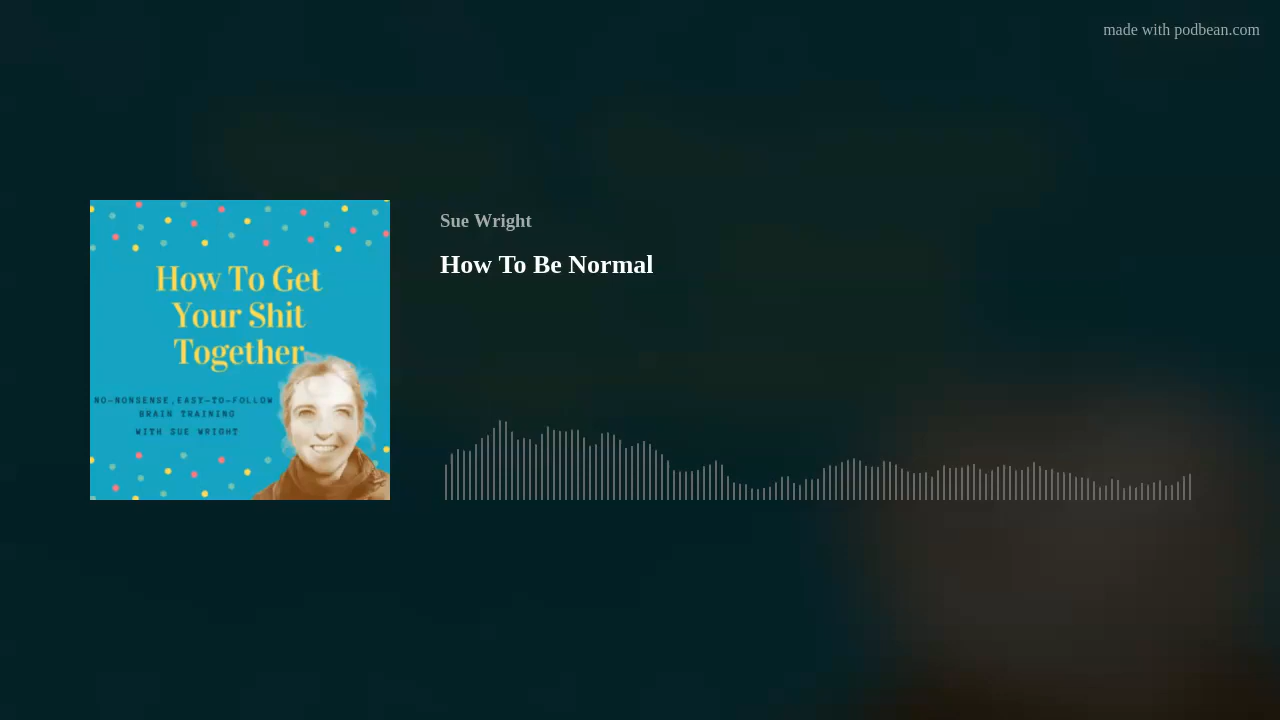 made with podbean.com
Sue Wright
How To Be Normal
How To Get
Your Shit
Together
NO-NONSENSE,EASY-TO-FOLLOW
BRAIN TRAINING
WITH SUE WRIGHT